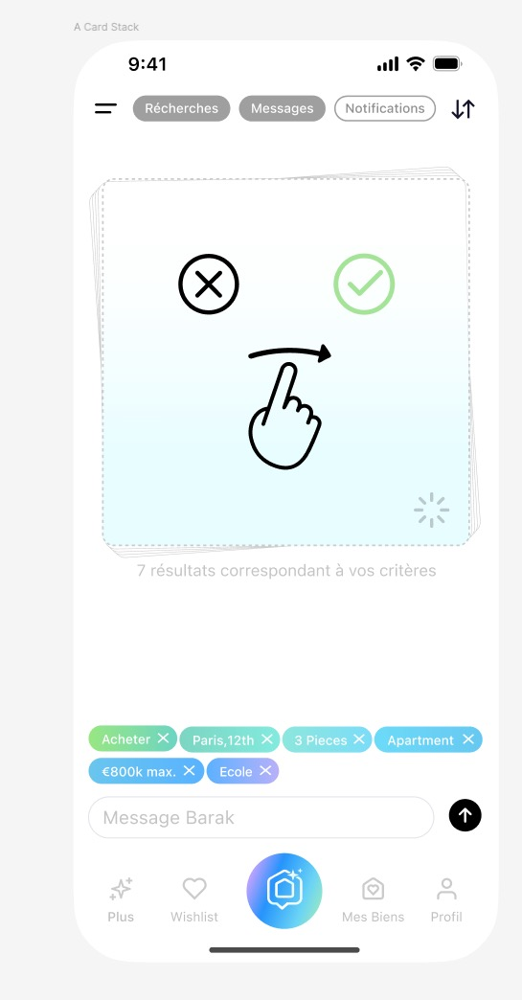 A Card Stack
9:41
Récherches Messages Notifications
7 résultats correspondant à vos critères
Acheter Paris,12th 3 Pieces Apartment
€800k max. Ecole
Message Barak
Plus Wishlist Mes Biens Profil